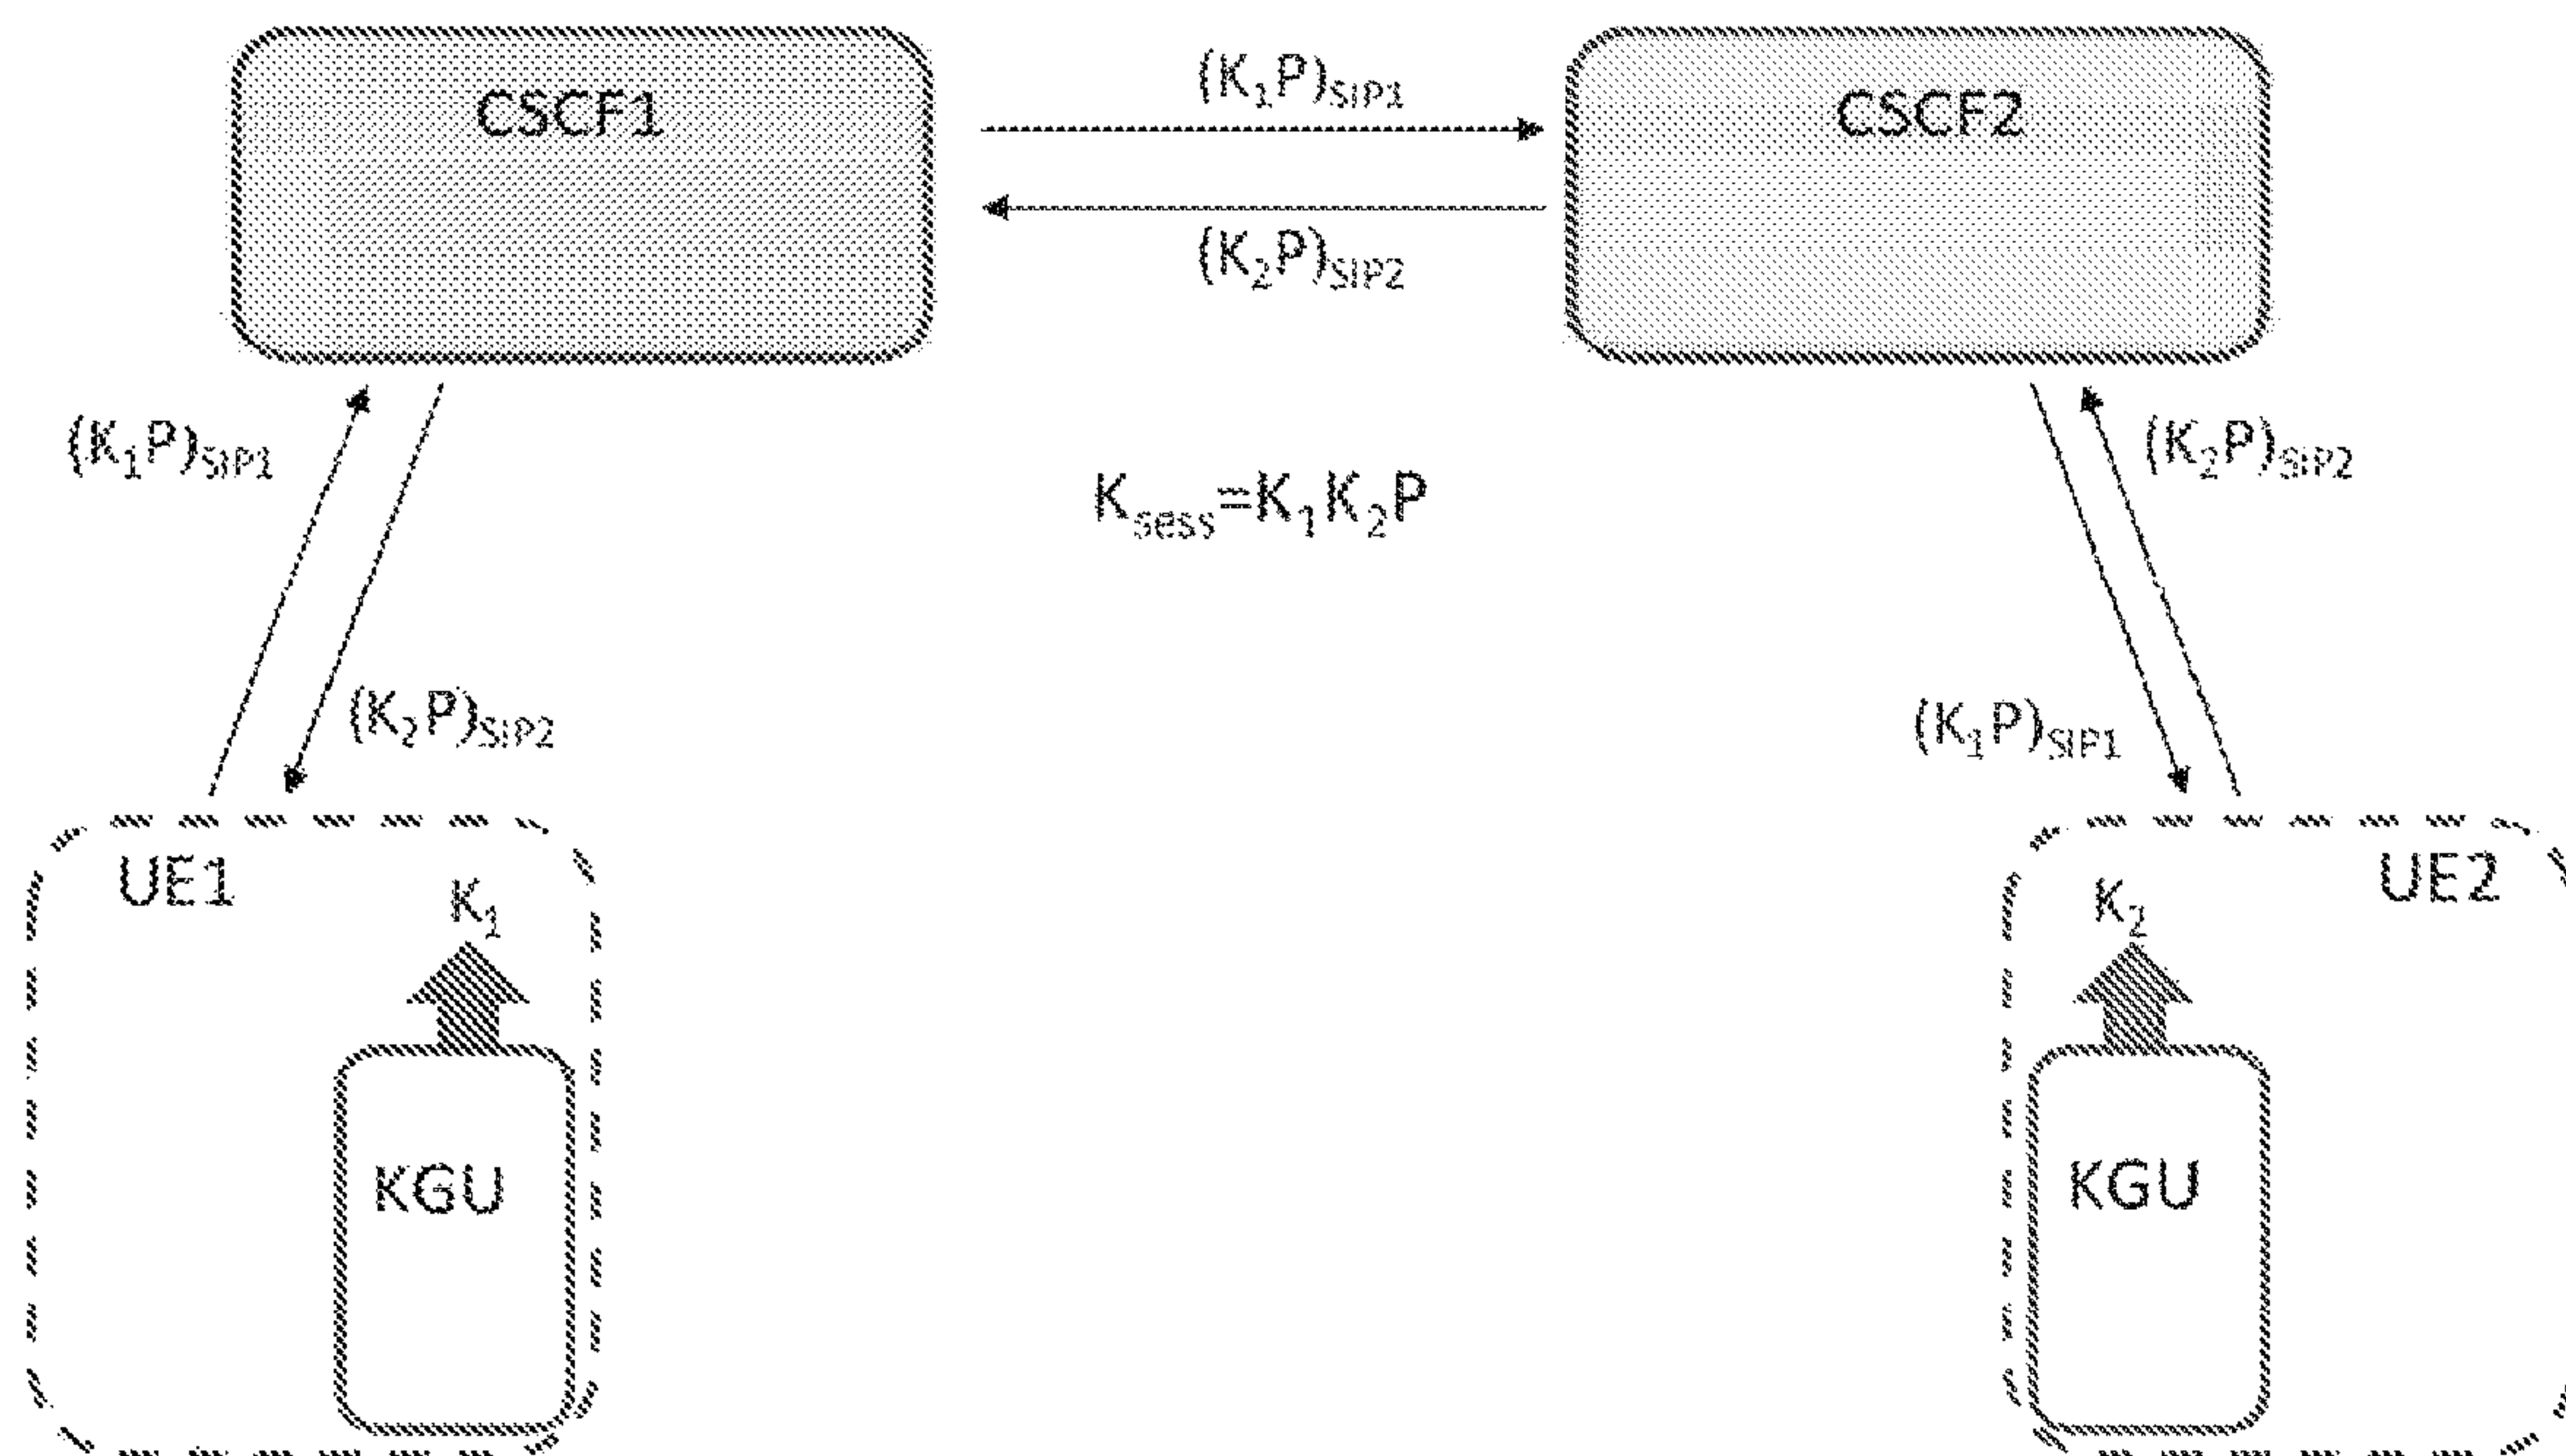 CSCF1
(K₁P)SIP1
CSCF2
(K₂P)SIP2
(K₁P)SIP1
Ksess=K₁K₂P
(K₂P)SIP2
(K₂P)SIP2
(K₁P)SIP1
UE1
K₁
K₂
UE2
KGU
KGU